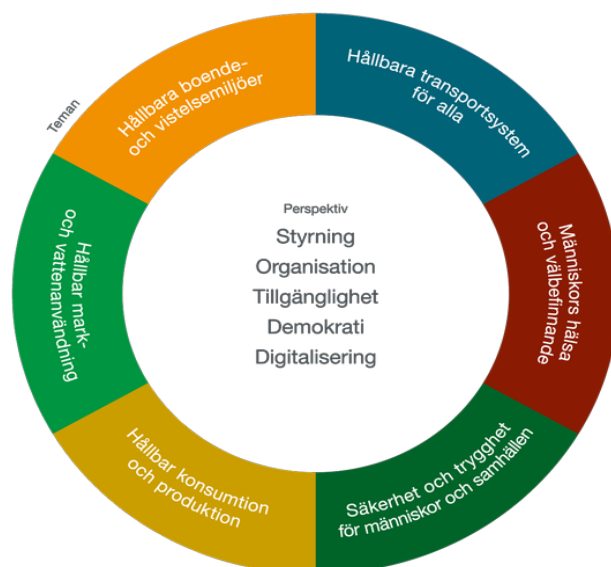 Teman
Hållbara boende-
och vistelsemiljöer
Hållbara transportsystem
för alla
Människors hälsa
och välbefinnande
Säkerhet och trygghet
för människor och samhällen
Hållbar konsumtion
och produktion
Hållbar mark-
och vattenanvändning
Perspektiv
Styrning
Organisation
Tillgänglighet
Demokrati
Digitalisering